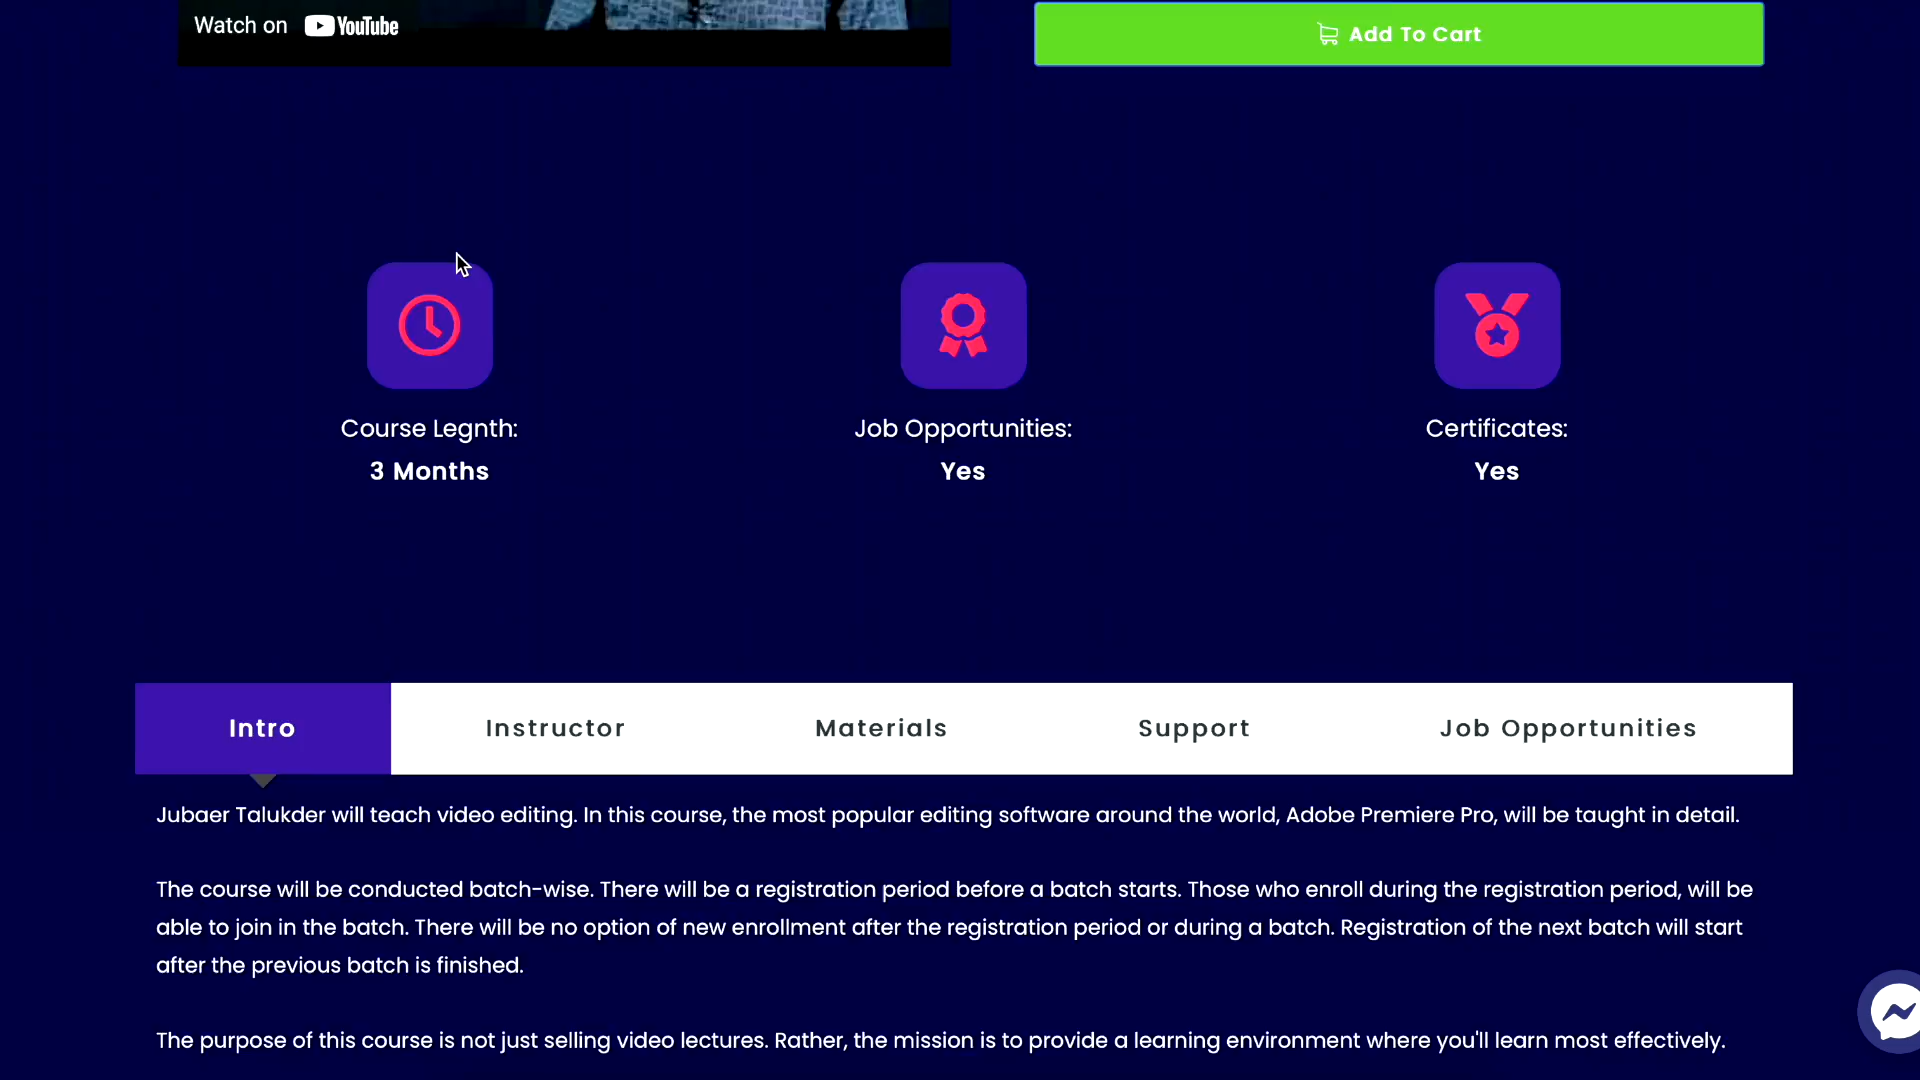 Watch on YouTube
Add To Cart
Course Legnth:
3 Months
Job Opportunities:
Yes
Certificates:
Yes
Intro
Instructor
Materials
Support
Job Opportunities
Jubaer Talukder will teach video editing. In this course, the most popular editing software around the world, Adobe Premiere Pro, will be taught in detail.
The course will be conducted batch-wise. There will be a registration period before a batch starts. Those who enroll during the registration period, will be
able to join in the batch. There will be no option of new enrollment after the registration period or during a batch. Registration of the next batch will start
after the previous batch is finished.
The purpose of this course is not just selling video lectures. Rather, the mission is to provide a learning environment where you'll learn most effectively.